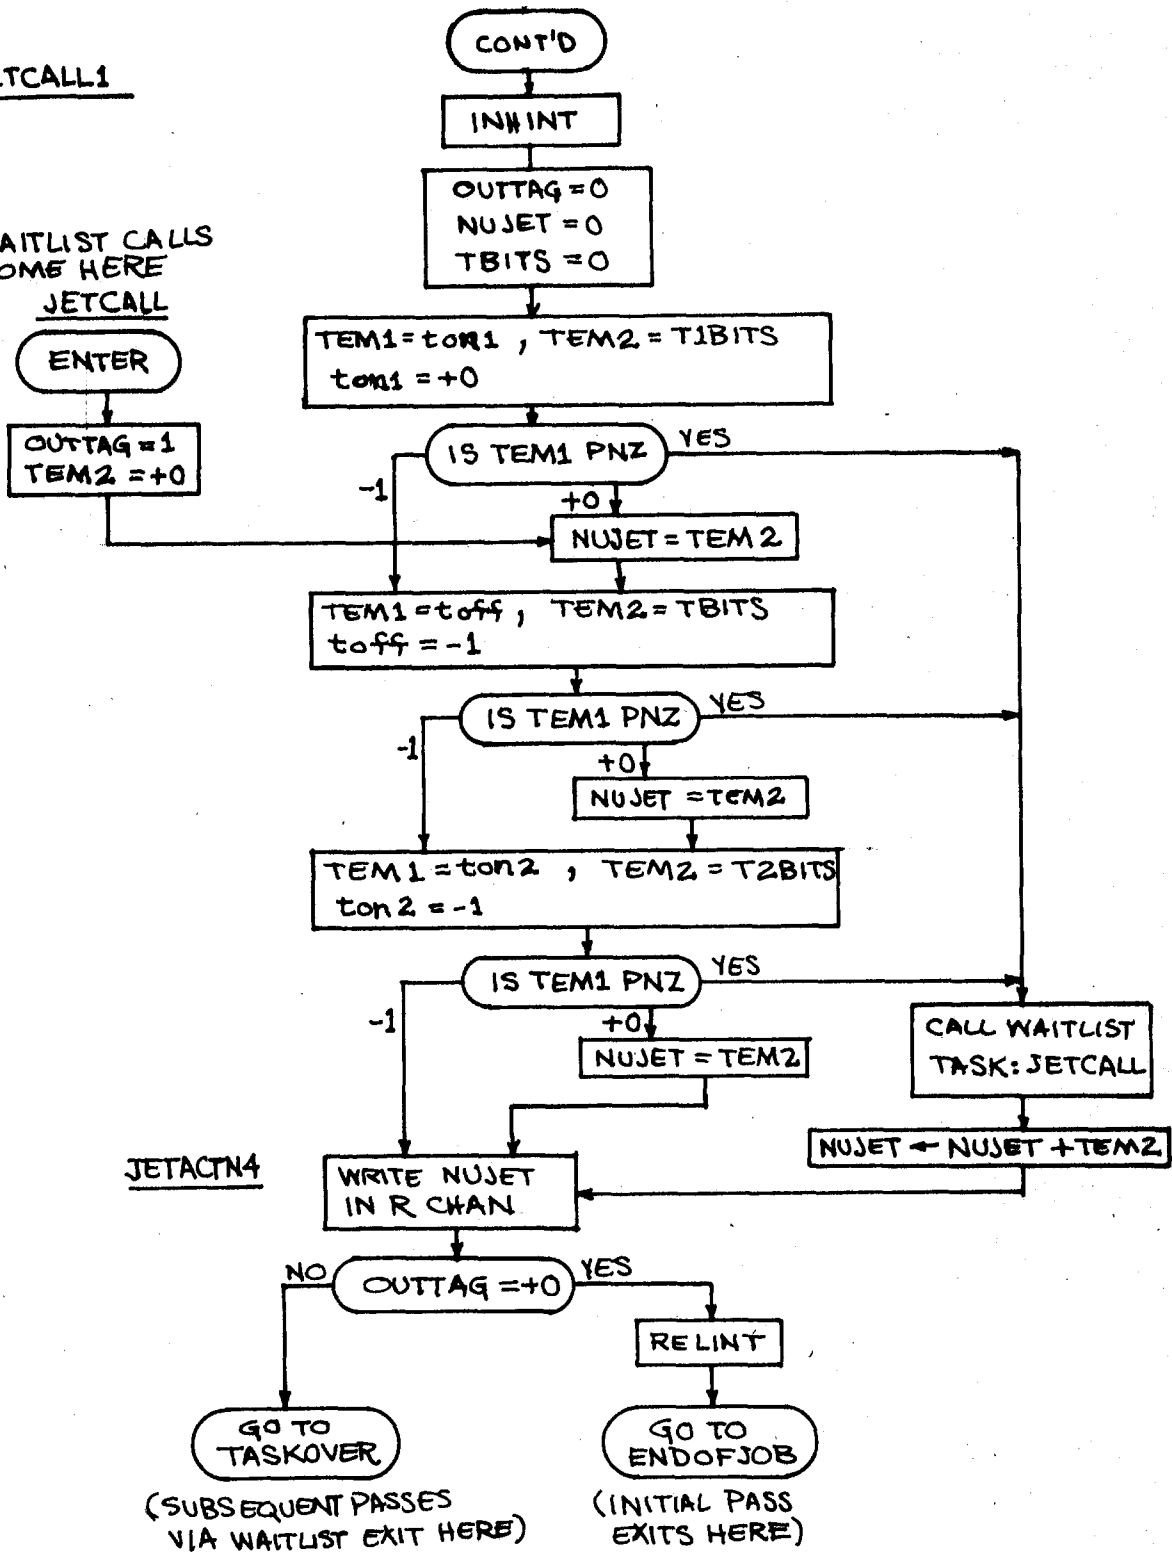 CONT'D
TCALL1
INHINT
OUTTAG = 0
NUJET = 0
TBITS = 0
AITLIST CALLS
OME HERE
JETCALL
ENTER
OUTTAG = 1
TEM2 = +0
TEM1 = ton1 , TEM2 = T1BITS
ton1 = +0
IS TEM1 PNZ
YES
-1
+0
NUJET = TEM2
TEM1 = toff , TEM2 = TBITS
toff = -1
IS TEM1 PNZ
YES
-1
+0
NUJET = TEM2
TEM1 = ton2 , TEM2 = T2BITS
ton2 = -1
IS TEM1 PNZ
YES
-1
+0
NUJET = TEM2
CALL WAITLIST
TASK: JETCALL
NUJET ← NUJET + TEM2
JETACTN4
WRITE NUJET
IN R CHAN
NO
OUTTAG = +0
YES
RELINT
GO TO
TASKOVER
GO TO
ENDOFJOB
(SUBSEQUENT PASSES
VIA WAITLIST EXIT HERE)
(INITIAL PASS
EXITS HERE)